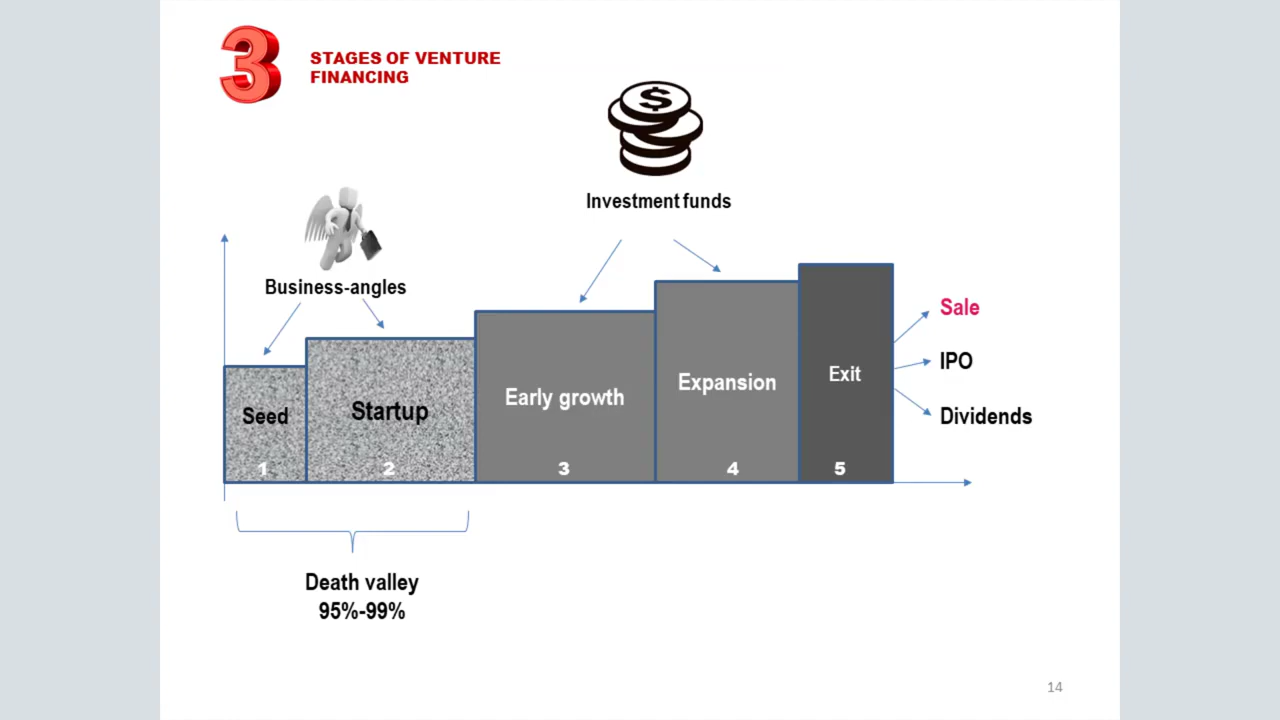 3
STAGES OF VENTURE
FINANCING
$
Investment funds
Business-angles
Seed
1
Startup
2
Early growth
3
Expansion
4
Exit
5
Sale
IPO
Dividends
Death valley
95%-99%
14